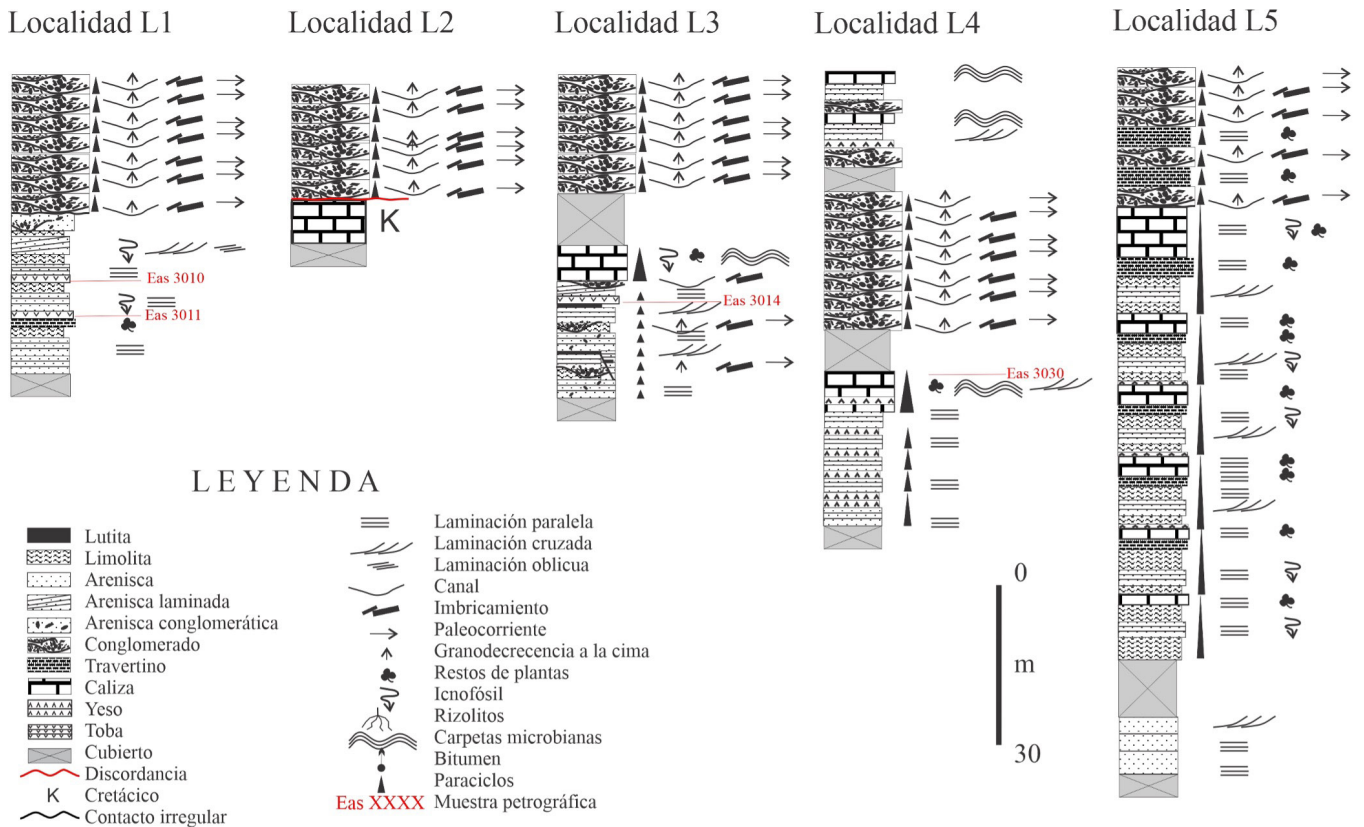 Localidad L1
Localidad L2
Localidad L3
Localidad L4
Localidad L5
Eas 3010
Eas 3011
K
Eas 3014
Eas 3030
LEYENDA
Lutita
Limolita
Arenisca
Arenisca laminada
Arenisca conglomerática
Conglomerado
Travertino
Caliza
Yeso
Toba
Cubierto
Discordancia
K Cretácico
Contacto irregular
Laminación paralela
Laminación cruzada
Laminación oblicua
Canal
Imbricamiento
Paleocorriente
Granodecrecencia a la cima
Restos de plantas
Icnofósil
Rizolitos
Carpetas microbianas
Bitumen
Paraciclos
Eas XXXX Muestra petrográfica
0
m
30